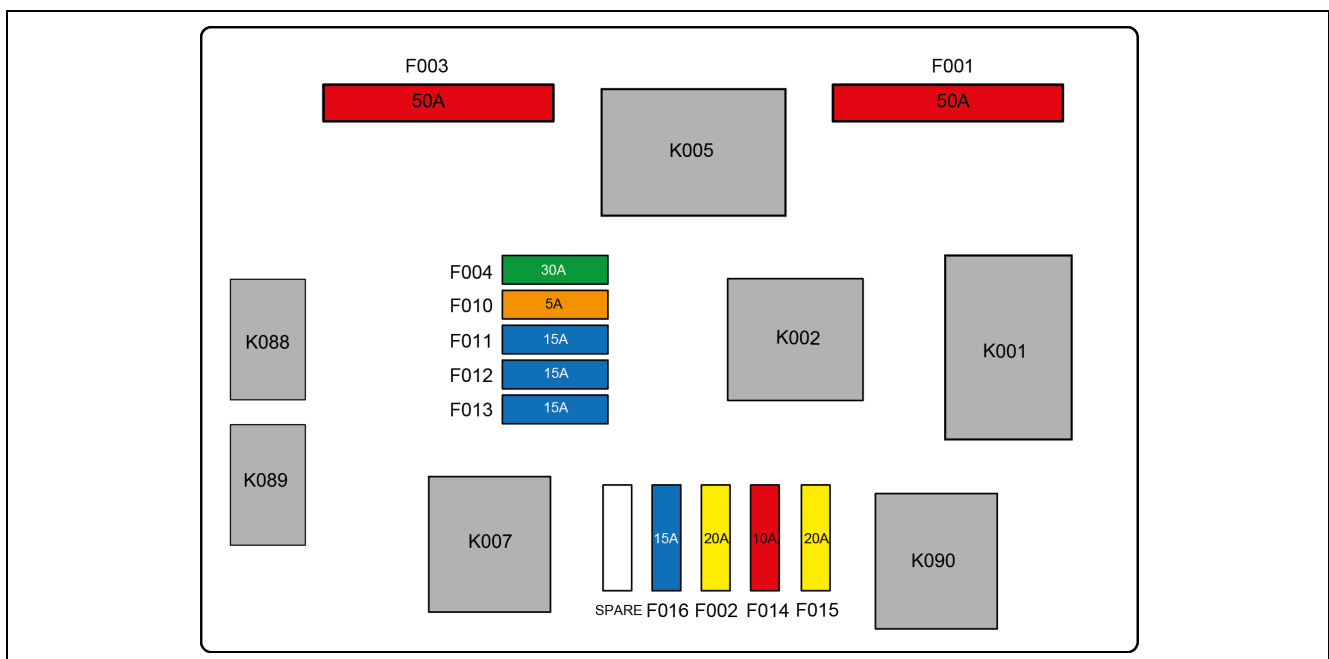 F003
F001
50A
50A
K005
F004 30A
F010 5A
F011 15A
F012 15A
F013 15A
K088
K002
K001
K089
K007
15A
20A
10A
20A
K090
SPARE F016 F002 F014 F015